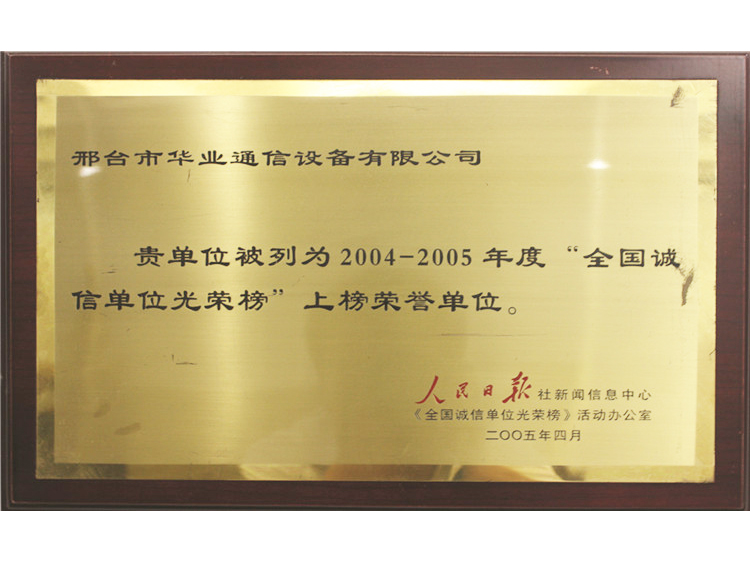 邢台市华业通信设备有限公司
贵单位被列为2004-2005年度“全国诚
信单位光荣榜”上榜荣誉单位。
人民日报社新闻信息中心
《全国诚信单位光荣榜》活动办公室
二〇〇五年四月